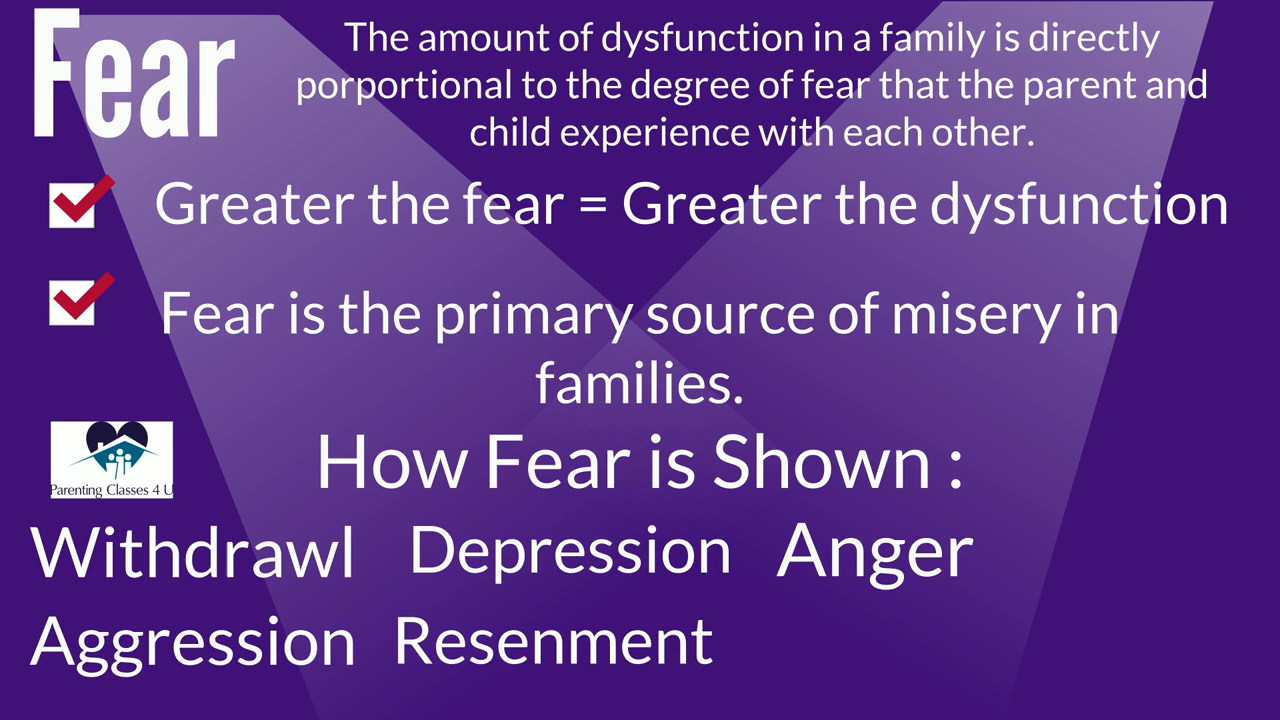 Fear
The amount of dysfunction in a family is directly
porportional to the degree of fear that the parent and
child experience with each other.
Greater the fear = Greater the dysfunction
Fear is the primary source of misery in
families.
How Fear is Shown :
Parenting Classes 4 U
Withdrawl Depression Anger
Aggression Resenment